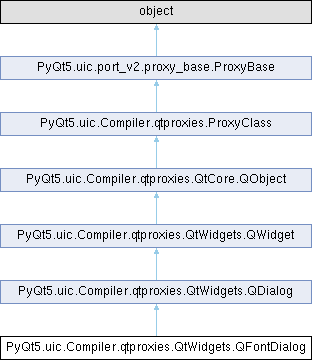 object
PyQt5.uic.port_v2.proxy_base.ProxyBase
PyQt5.uic.Compiler.qtproxies.ProxyClass
PyQt5.uic.Compiler.qtproxies.QtCore.QObject
PyQt5.uic.Compiler.qtproxies.QtWidgets.QWidget
PyQt5.uic.Compiler.qtproxies.QtWidgets.QDialog
PyQt5.uic.Compiler.qtproxies.QtWidgets.QFontDialog